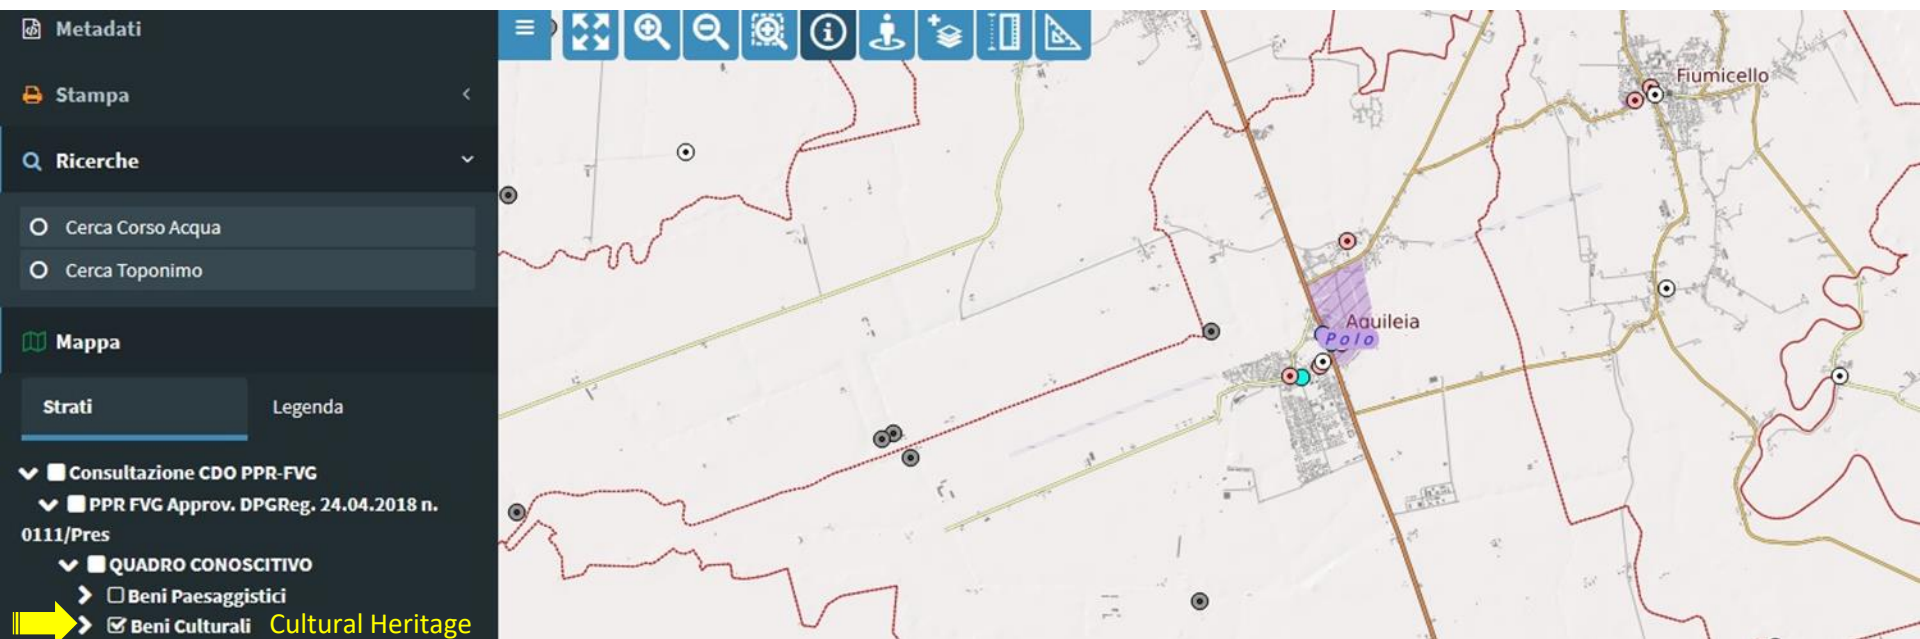 Metadati
Stampa
Ricerche
Cerca Corso Acqua
Cerca Toponimo
Mappa
Strati Legenda
Consultazione CDO PPR-FVG
PPR FVG Approv. DPGReg. 24.04.2018 n.
0111/Pres
QUADRO CONOSCITIVO
Beni Paesaggistici
Beni Culturali Cultural Heritage
Fiumicello
Aquileia
Polo